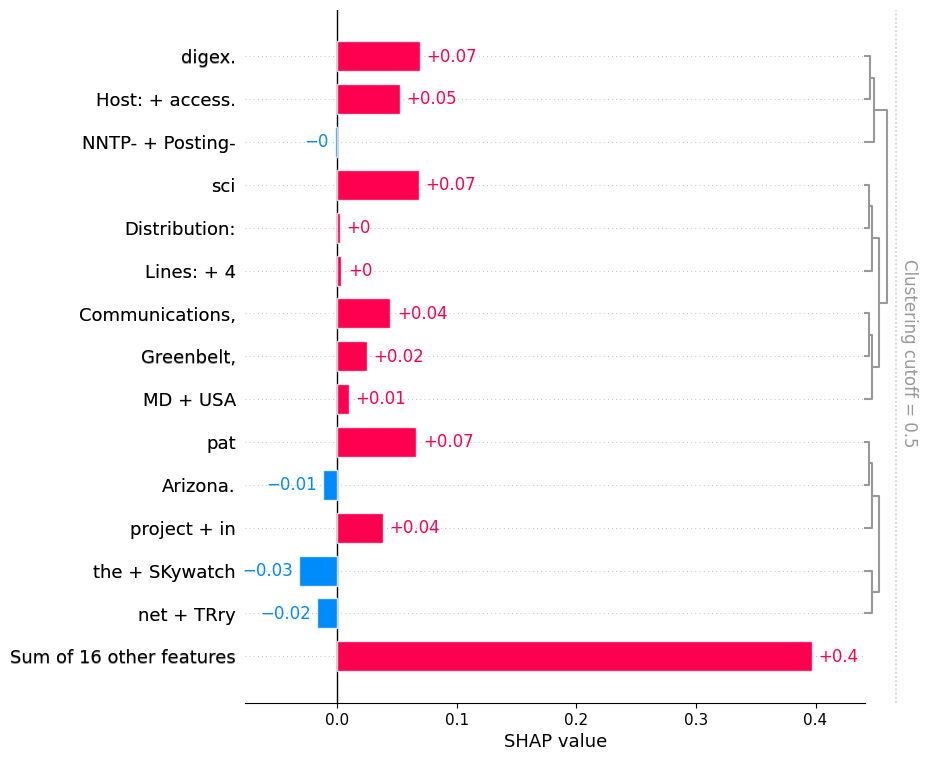 digex. +0.07
Host: + access. +0.05
NNTP- + Posting- −0
sci +0.07
Distribution: +0
Lines: + 4 +0
Communications, +0.04
Greenbelt, +0.02
MD + USA +0.01
pat +0.07
Arizona. −0.01
project + in +0.04
the + SKywatch −0.03
net + TRry −0.02
Sum of 16 other features +0.4
0.0 0.1 0.2 0.3 0.4
SHAP value
Clustering cutoff = 0.5